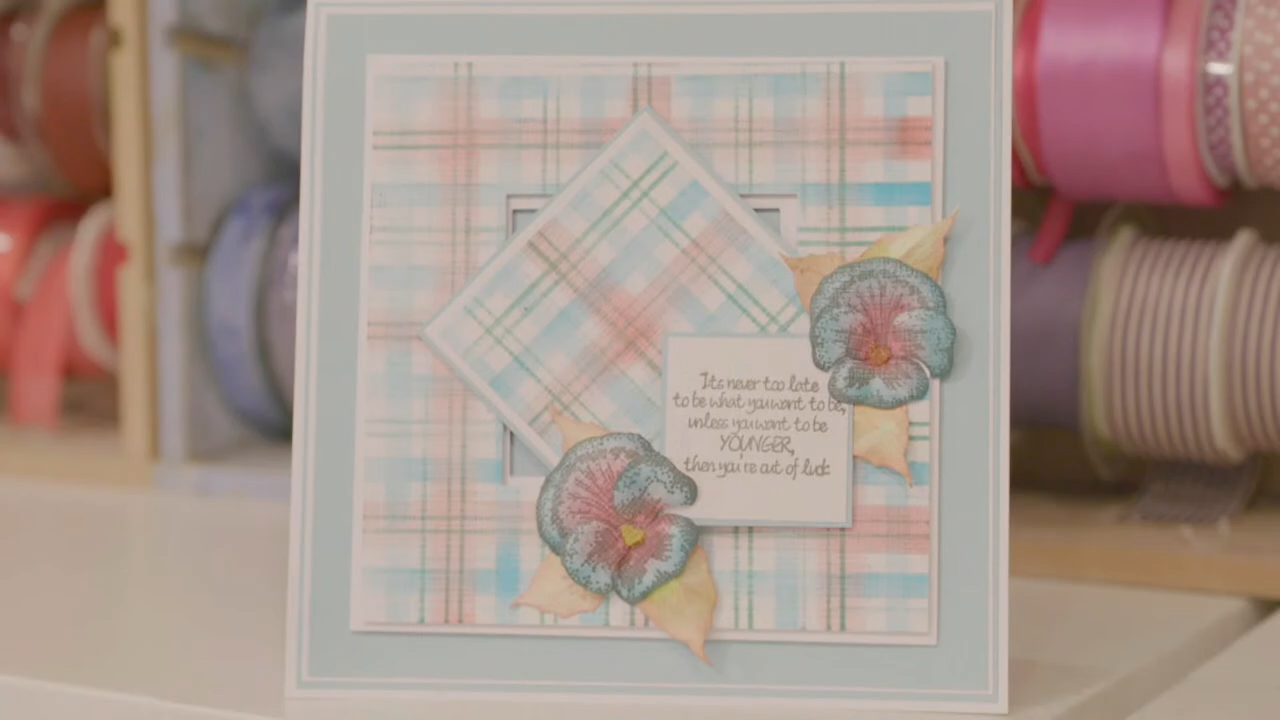 It's never too late
to be what you want to be,
unless you want to be
YOUNGER,
then you're out of luck